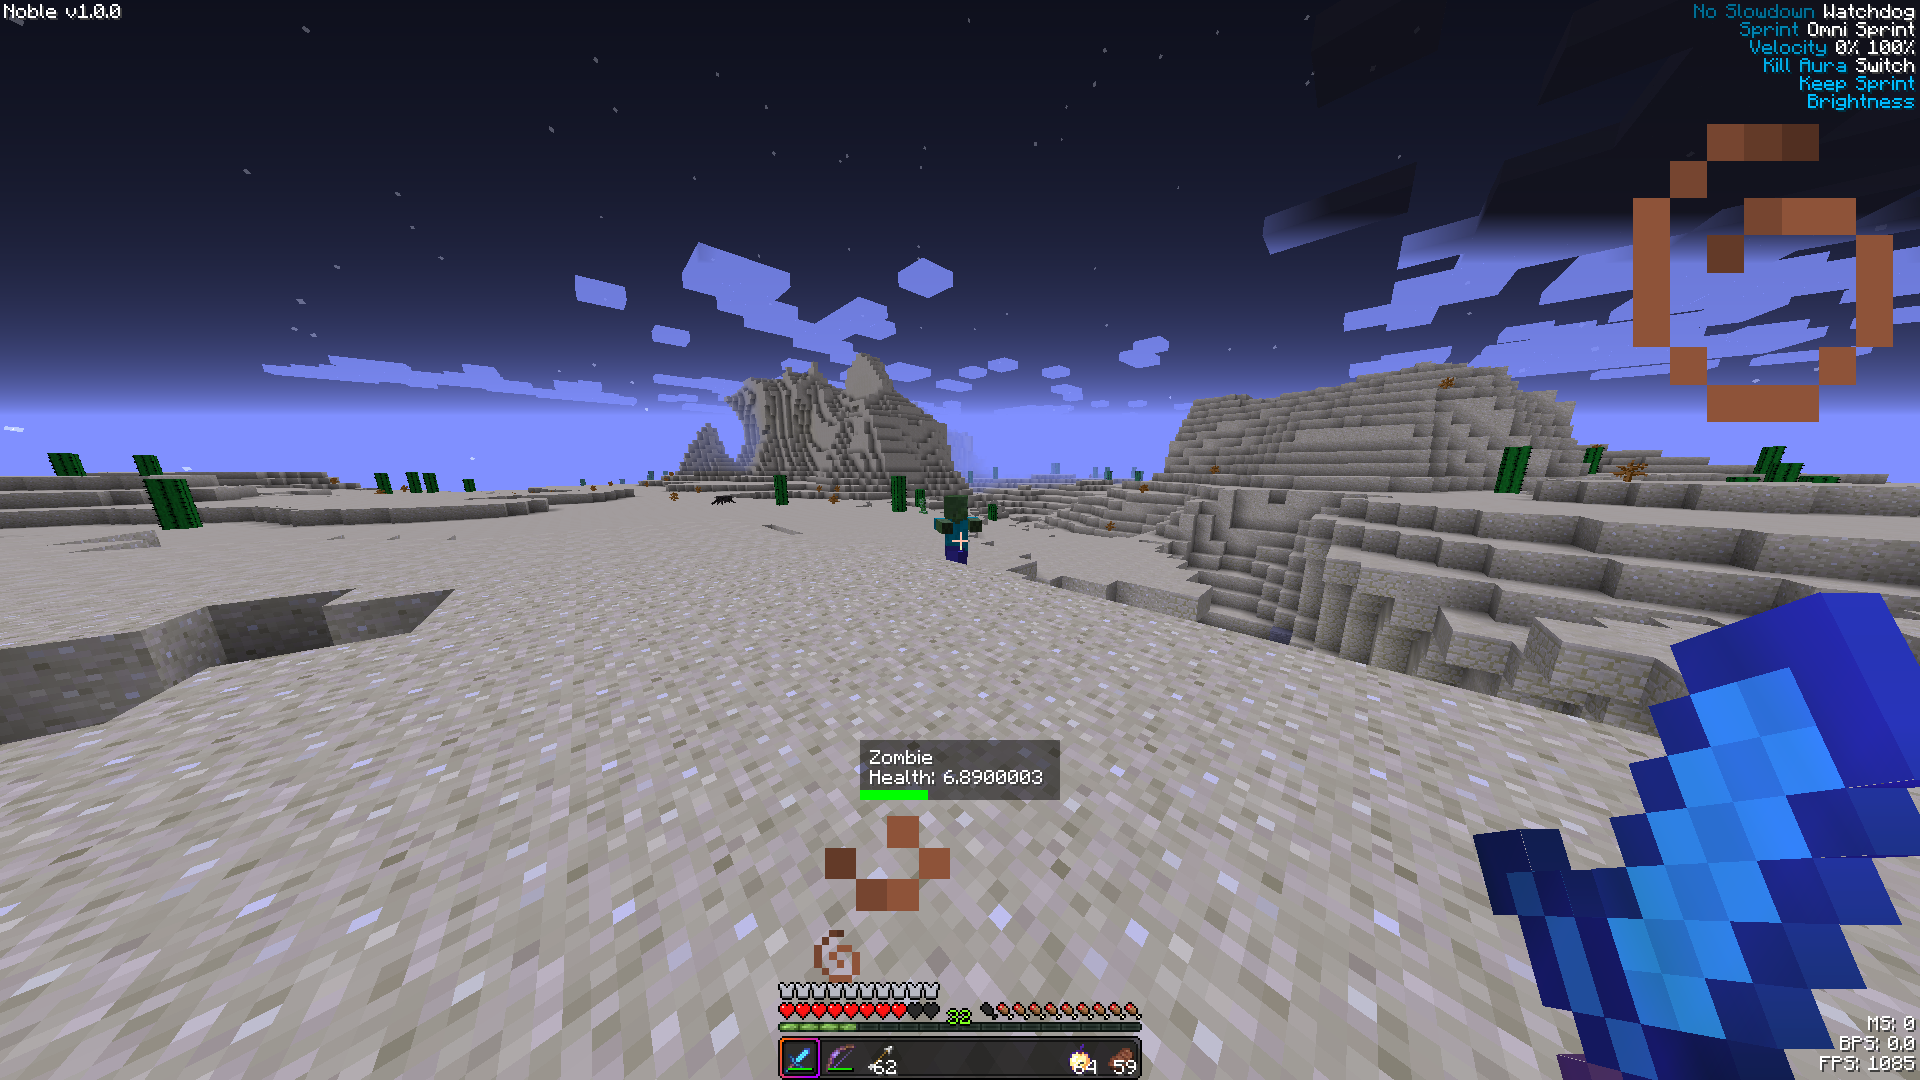 Noble v1.0.0
No Slowdown Watchdog
Sprint Omni Sprint
Velocity 0% 100%
Kill Aura Switch
Keep Sprint
Brightness
Zombie
Health: 6.8900003
32
62
64
59
MS: 0
BPS: 0.0
FPS: 1085